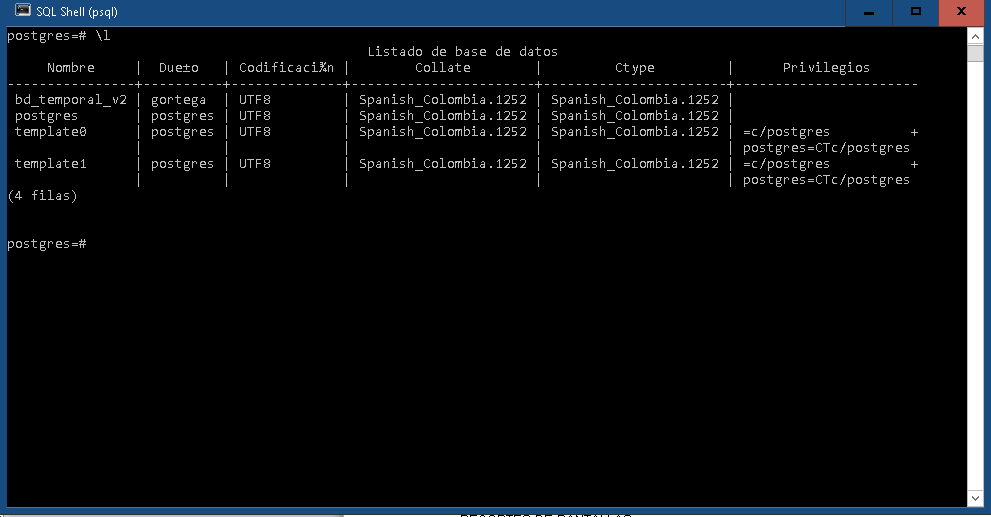 SQL Shell (psql)
postgres=# \l
Listado de base de datos
Nombre | Due±o | Codificaci¾n | Collate | Ctype | Privilegios
----------------+----------+--------------+-----------------------+-----------------------+-----------------------
bd_temporal_v2 | gortega | UTF8 | Spanish_Colombia.1252 | Spanish_Colombia.1252 |
postgres | postgres | UTF8 | Spanish_Colombia.1252 | Spanish_Colombia.1252 |
template0 | postgres | UTF8 | Spanish_Colombia.1252 | Spanish_Colombia.1252 | =c/postgres +
| | | | | postgres=CTc/postgres
template1 | postgres | UTF8 | Spanish_Colombia.1252 | Spanish_Colombia.1252 | =c/postgres +
| | | | | postgres=CTc/postgres
(4 filas)
postgres=#